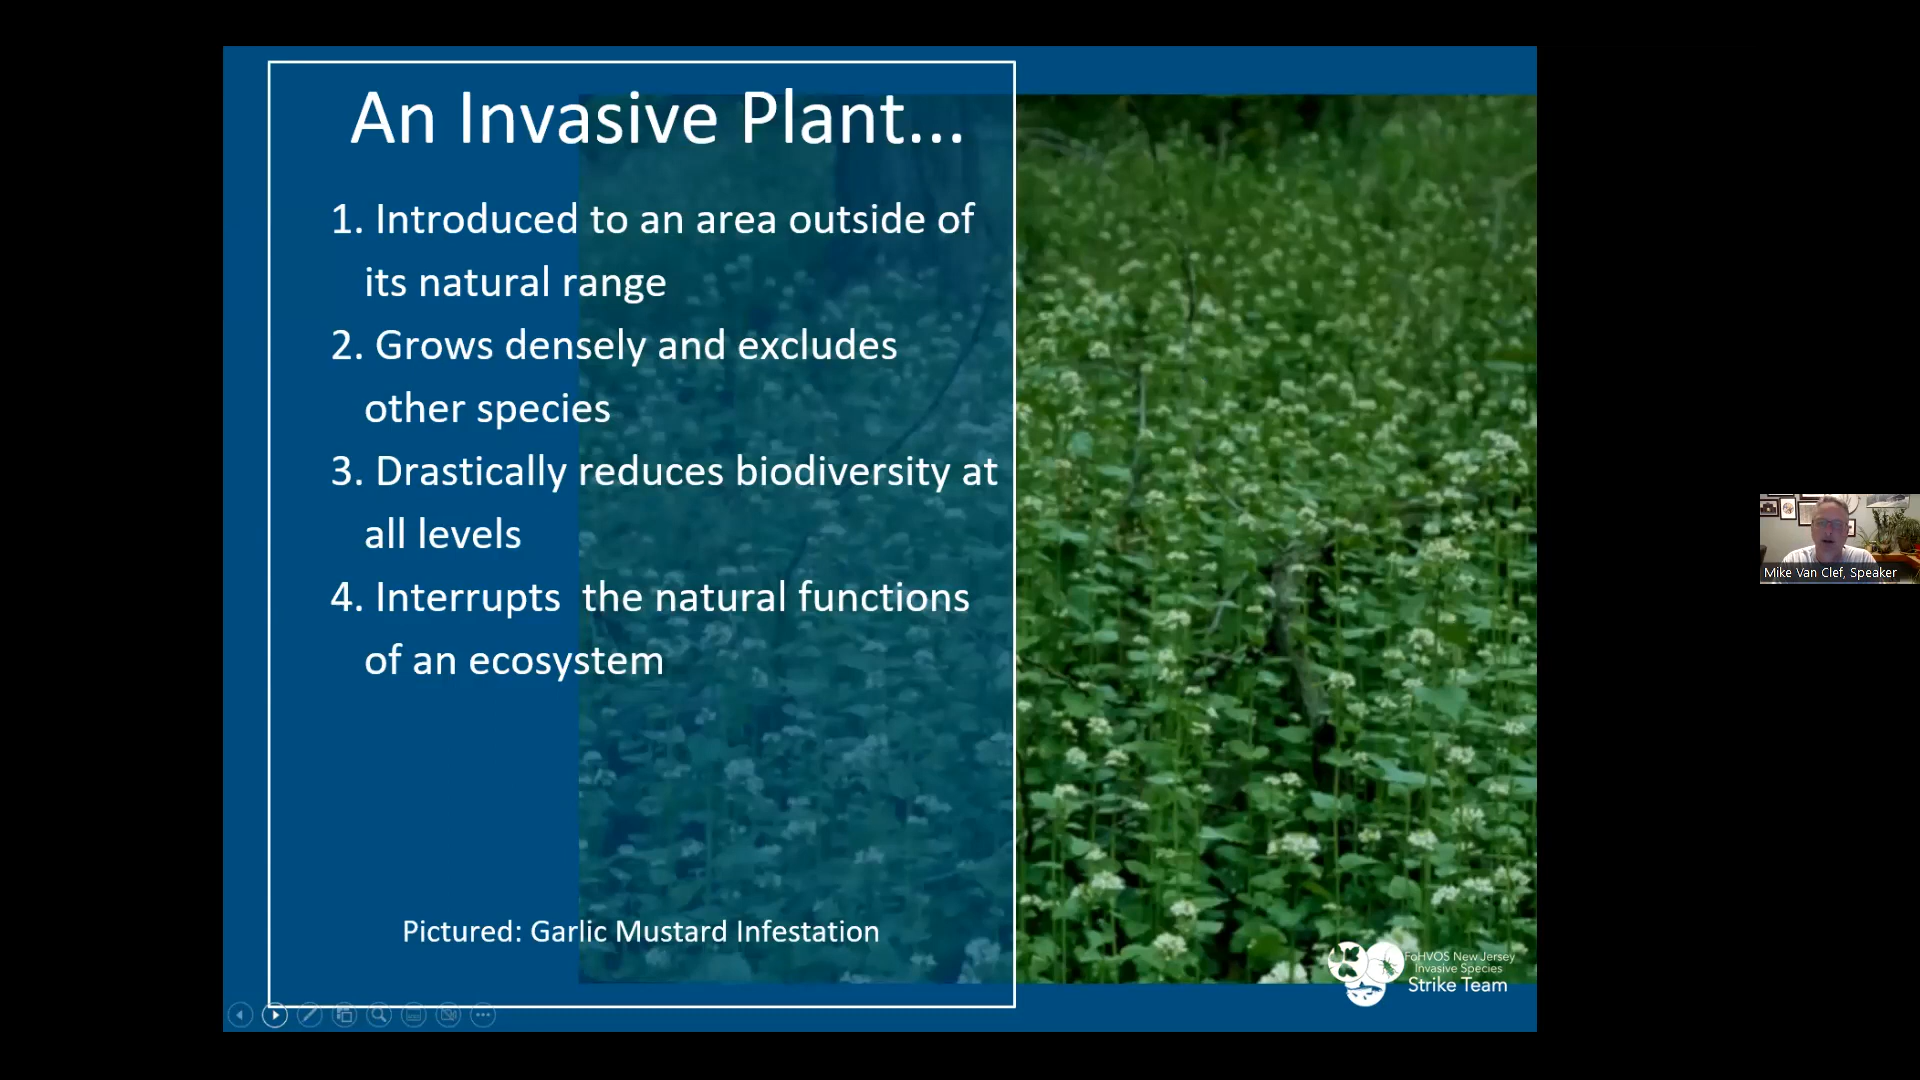 An Invasive Plant...
1. Introduced to an area outside of
its natural range
2. Grows densely and excludes
other species
3. Drastically reduces biodiversity at
all levels
4. Interrupts  the natural functions
of an ecosystem
Pictured: Garlic Mustard Infestation
FoHVOS New Jersey
Invasive Species
Strike Team
Mike Van Clef, Speaker